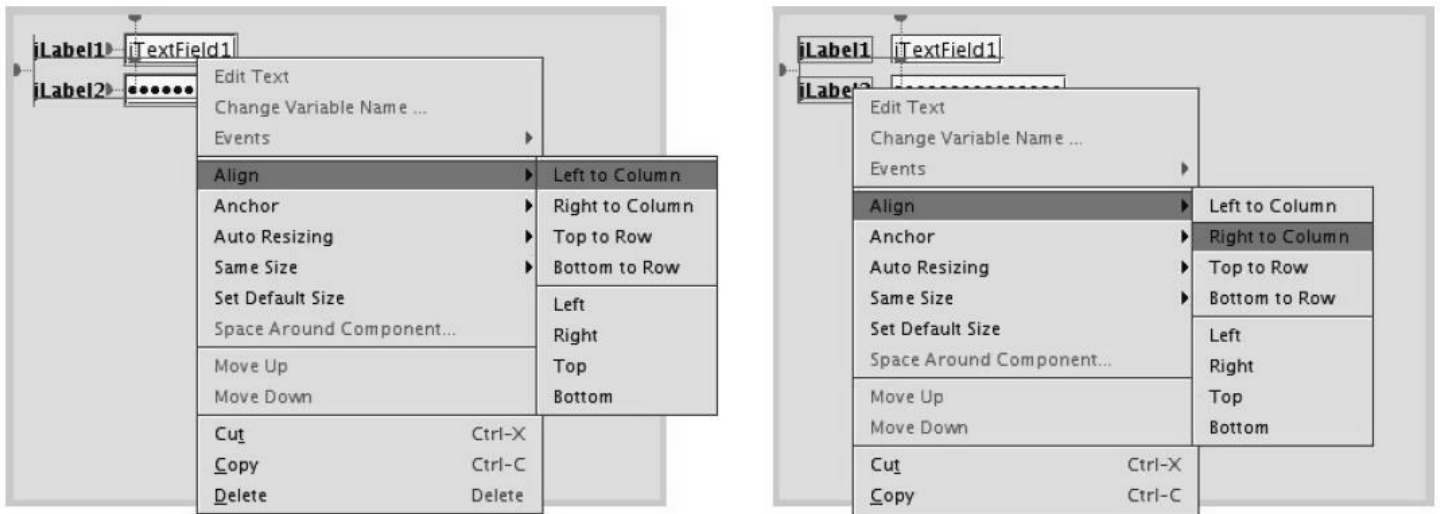 jLabel1 jTextField1
jLabel2
Edit Text
Change Variable Name ...
Events
Align
Anchor
Auto Resizing
Same Size
Set Default Size
Space Around Component...
Move Up
Move Down
Cut Ctrl-X
Copy Ctrl-C
Delete Delete
Left to Column
Right to Column
Top to Row
Bottom to Row
Left
Right
Top
Bottom
jLabel1 jTextField1
jLabel2
Edit Text
Change Variable Name ...
Events
Align
Anchor
Auto Resizing
Same Size
Set Default Size
Space Around Component...
Move Up
Move Down
Cut Ctrl-X
Copy Ctrl-C
Left to Column
Right to Column
Top to Row
Bottom to Row
Left
Right
Top
Bottom